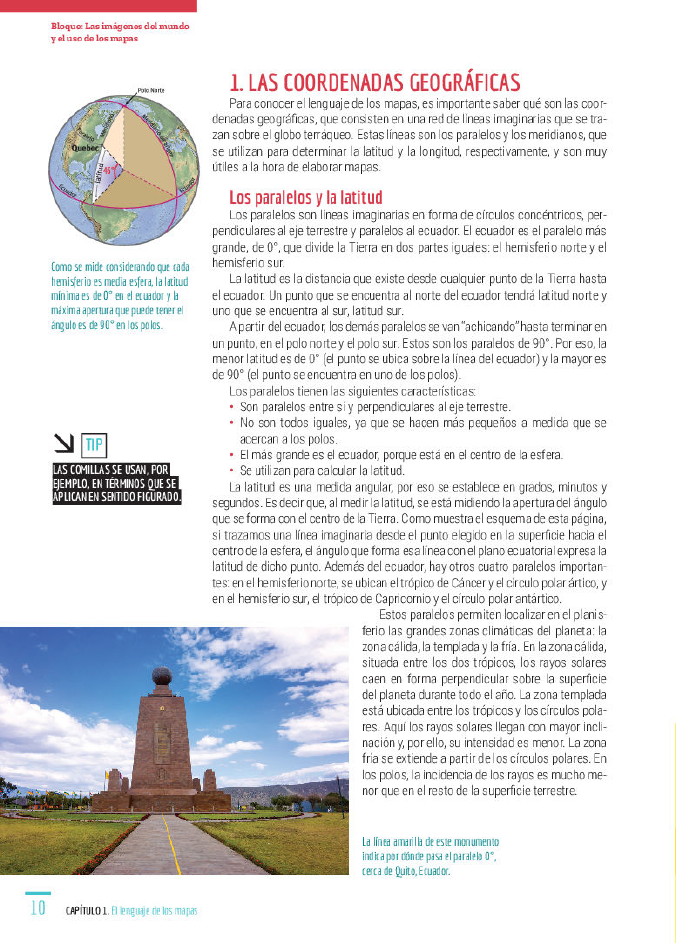 Bloque: Las imágenes del mundo
y el uso de los mapas
Polo Norte
Quebec
latitud
46°
Ecuador
Ecuador
Como se mide considerando que cada
hemisferio es media esfera, la latitud
mínima es de 0° en el ecuador y la
máxima apertura que puede tener el
ángulo es de 90° en los polos.
TIP
LAS COMILLAS SE USAN, POR
EJEMPLO, EN TÉRMINOS QUE SE
APLICAN EN SENTIDO FIGURADO.
1. LAS COORDENADAS GEOGRÁFICAS
Para conocer el lenguaje de los mapas, es importante saber qué son las coor-
denadas geográficas, que consisten en una red de líneas imaginarias que se tra-
zan sobre el globo terráqueo. Estas líneas son los paralelos y los meridianos, que
se utilizan para determinar la latitud y la longitud, respectivamente, y son muy
útiles a la hora de elaborar mapas.
Los paralelos y la latitud
Los paralelos son líneas imaginarias en forma de círculos concéntricos, per-
pendiculares al eje terrestre y paralelos al ecuador. El ecuador es el paralelo más
grande, de 0°, que divide la Tierra en dos partes iguales: el hemisferio norte y el
hemisferio sur.
La latitud es la distancia que existe desde cualquier punto de la Tierra hasta
el ecuador. Un punto que se encuentra al norte del ecuador tendrá latitud norte y
uno que se encuentra al sur, latitud sur.
A partir del ecuador, los demás paralelos se van "achicando" hasta terminar en
un punto, en el polo norte y el polo sur. Estos son los paralelos de 90°. Por eso, la
menor latitud es de 0° (el punto se ubica sobre la línea del ecuador) y la mayor es
de 90° (el punto se encuentra en uno de los polos).
Los paralelos tienen las siguientes características:
• Son paralelos entre si y perpendiculares al eje terrestre.
• No son todos iguales, ya que se hacen más pequeños a medida que se
acercan a los polos.
• El más grande es el ecuador, porque está en el centro de la esfera.
• Se utilizan para calcular la latitud.
La latitud es una medida angular, por eso se establece en grados, minutos y
segundos. Es decir que, al medir la latitud, se está midiendo la apertura del ángulo
que se forma con el centro de la Tierra. Como muestra el esquema de esta página,
si trazamos una línea imaginaria desde el punto elegido en la superficie hacia el
centro de la esfera, el ángulo que forma esa línea con el plano ecuatorial expresa la
latitud de dicho punto. Además del ecuador, hay otros cuatro paralelos importan-
tes: en el hemisferio norte, se ubican el trópico de Cáncer y el círculo polar ártico, y
en el hemisferio sur, el trópico de Capricornio y el círculo polar antártico.
Estos paralelos permiten localizar en el planis-
ferio las grandes zonas climáticas del planeta: la
zona cálida, la templada y la fría. En la zona cálida,
situada entre los dos trópicos, los rayos solares
caen en forma perpendicular sobre la superficie
del planeta durante todo el año. La zona templada
está ubicada entre los trópicos y los círculos pola-
res. Aquí los rayos solares llegan con mayor incli-
nación y, por ello, su intensidad es menor. La zona
fría se extiende a partir de los círculos polares. En
los polos, la incidencia de los rayos es mucho me-
nor que en el resto de la superficie terrestre.
La línea amarilla de este monumento
indica por dónde pasa el paralelo 0°,
cerca de Quito, Ecuador.
10
CAPÍTULO 1. El lenguaje de los mapas